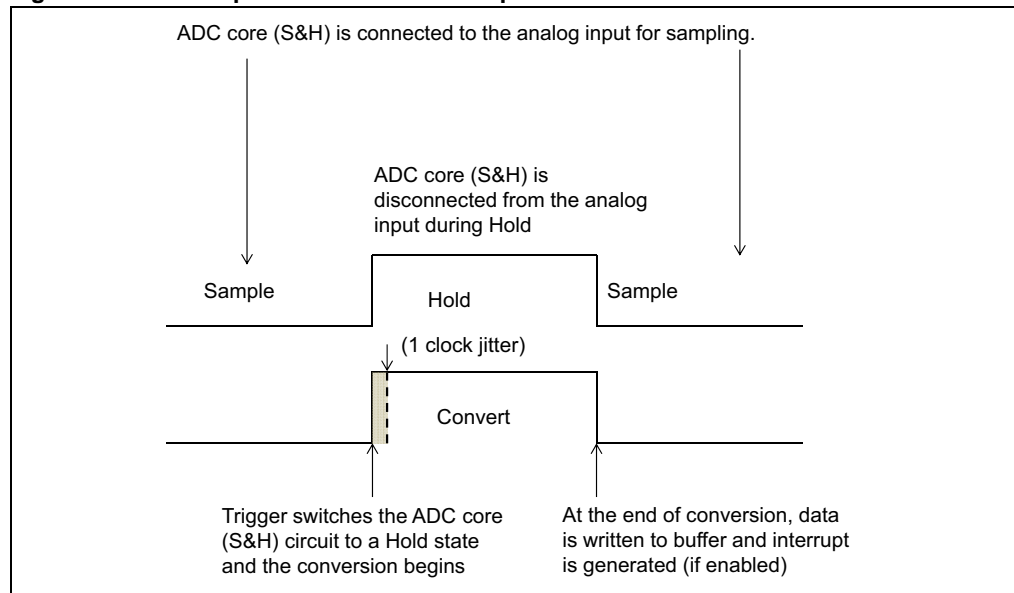 ADC core (S&H) is connected to the analog input for sampling.
ADC core (S&H) is
disconnected from the analog
input during Hold
Sample
Hold
Sample
(1 clock jitter)
Convert
Trigger switches the ADC core
(S&H) circuit to a Hold state
and the conversion begins
At the end of conversion, data
is written to buffer and interrupt
is generated (if enabled)